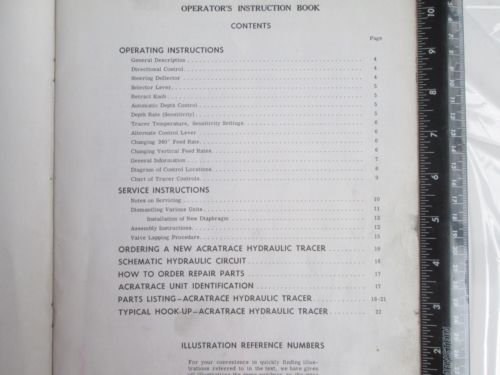 OPERATOR'S INSTRUCTION BOOK
CONTENTS
Page
OPERATING INSTRUCTIONS
General Description 4
Directional Control 4
Steering Deflector 4
Selector Lever 5
Retract Knob 5
Automatic Depth Control 5
Depth Rate (Sensitivity) 5
Tracer Temperature, Sensitivity Settings 6
Alternate Control Lever 6
Changing 360° Feed Rate 6
Changing Vertical Feed Rates 6
General Information 7
Diagram of Control Locations 8
Chart of Tracer Controls 9
SERVICE INSTRUCTIONS
Notes on Servicing 10
Dismantling Various Units 11
Installation of New Diaphragm 12
Assembly Instructions 12
Valve Lapping Procedure 15
ORDERING A NEW ACRATRACE HYDRAULIC TRACER
SCHEMATIC HYDRAULIC CIRCUIT 16
HOW TO ORDER REPAIR PARTS 17
ACRATRACE UNIT IDENTIFICATION 17
PARTS LISTING—ACRATRACE HYDRAULIC TRACER 18-21
TYPICAL HOOK-UP—ACRATRACE HYDRAULIC TRACER 22
ILLUSTRATION REFERENCE NUMBERS
For your convenience in quickly finding illus-
trations referred to in the text, we have given
10
9
8
7
6
5
4
3
2